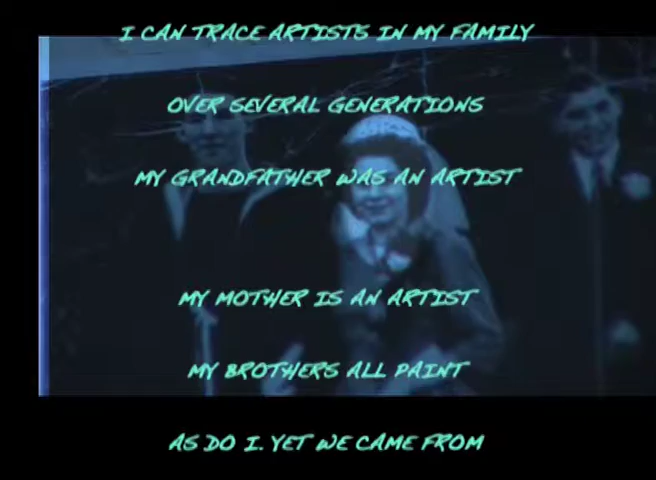 I CAN TRACE ARTISTS IN MY FAMILY
OVER SEVERAL GENERATIONS
MY GRANDFATHER WAS AN ARTIST
MY MOTHER IS AN ARTIST
MY BROTHERS ALL PAINT
AS DO I. YET WE CAME FROM